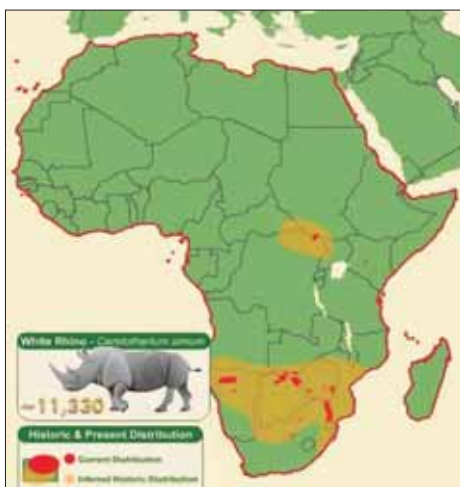 White Rhino - Ceratotherium simum
~11,330
Historic & Present Distribution
Current Distribution
Inferred Historic Distribution